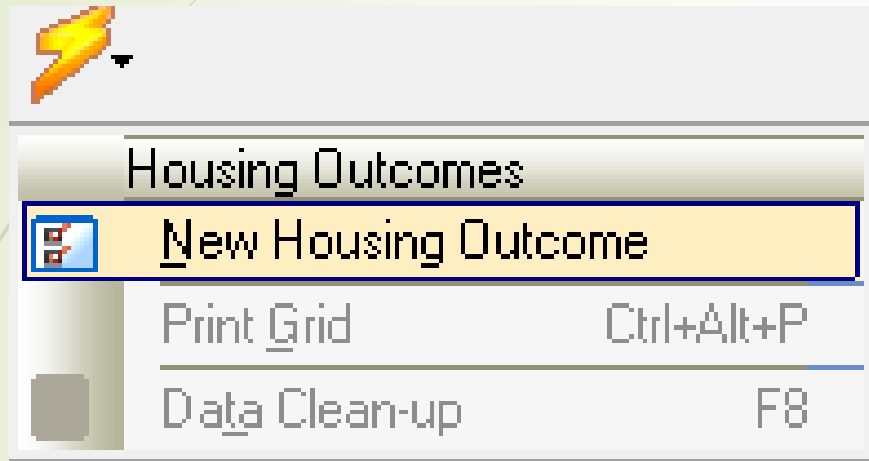 Housing Outcomes
New Housing Outcome
Print Grid Ctrl+Alt+P
Data Clean-up F8